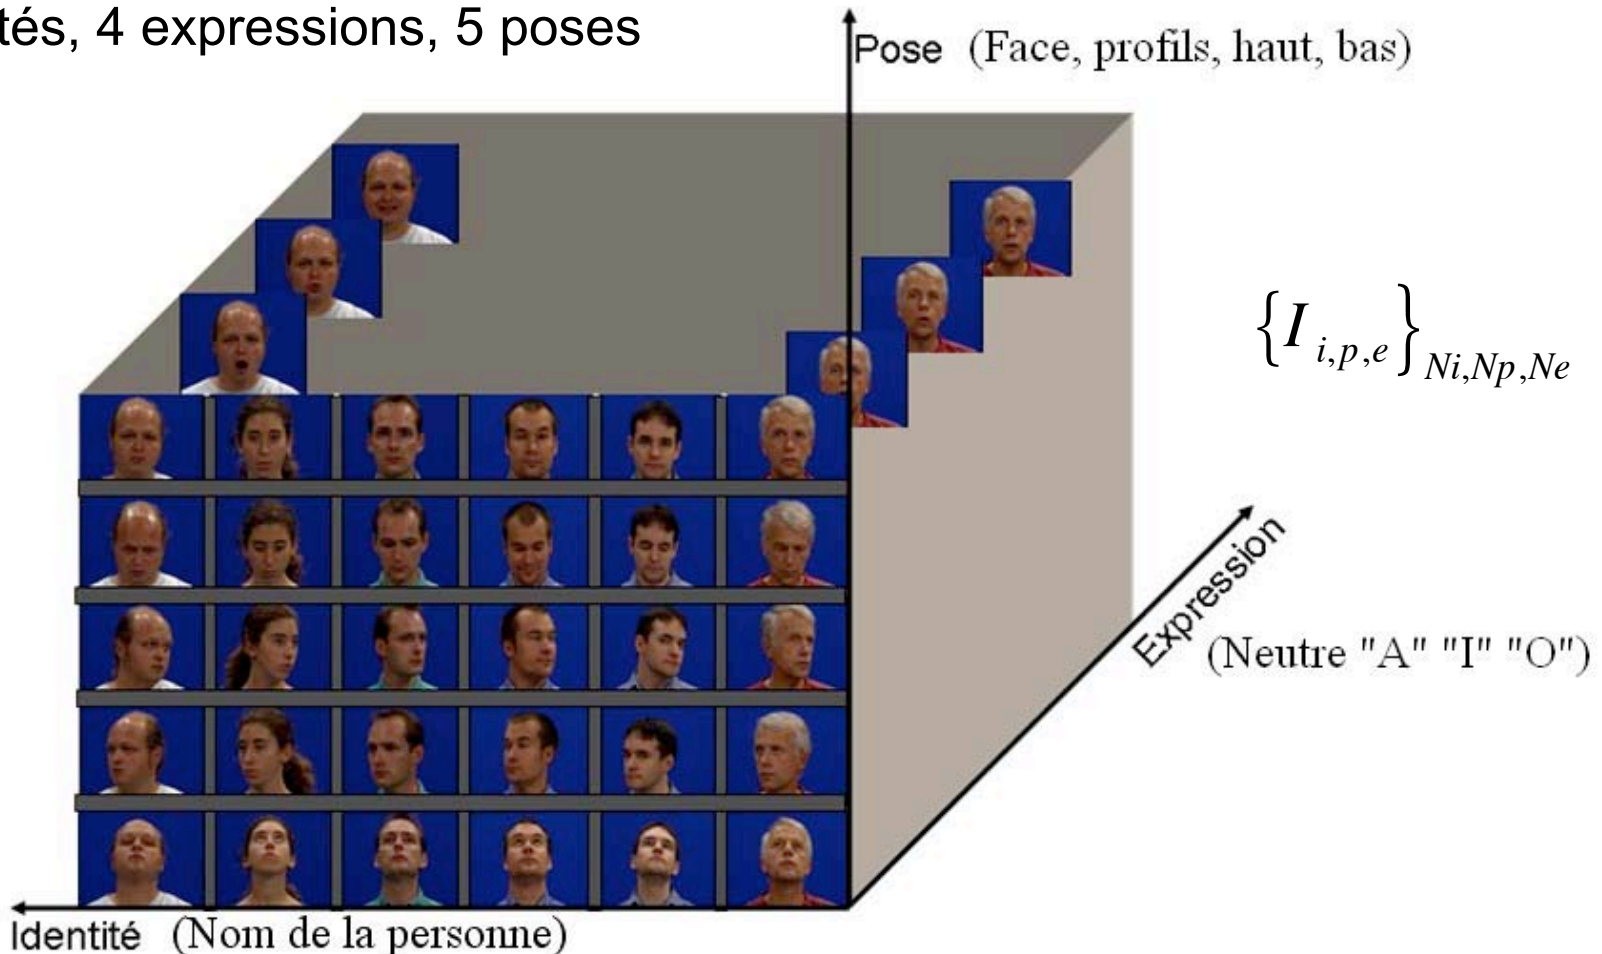 tés, 4 expressions, 5 poses
Pose (Face, profils, haut, bas)
{I i,p,e} Ni,Np,Ne
Expression
(Neutre "A" "I" "O")
Identité (Nom de la personne)